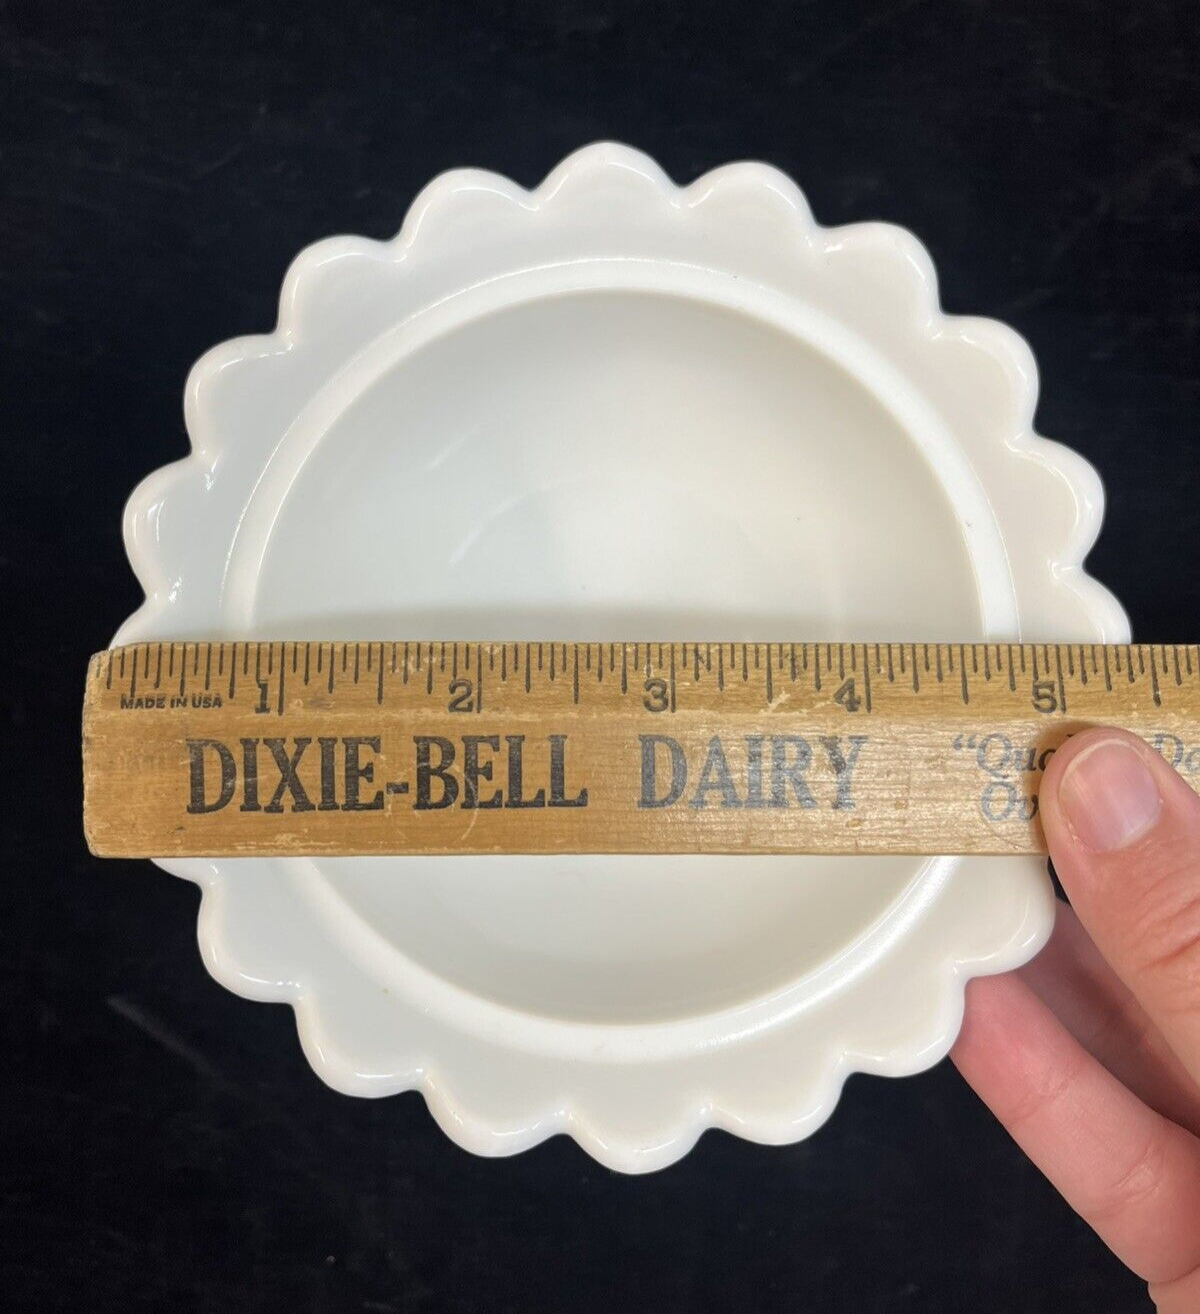 1 2 3 4 5
MADE IN USA
DIXIE-BELL DAIRY